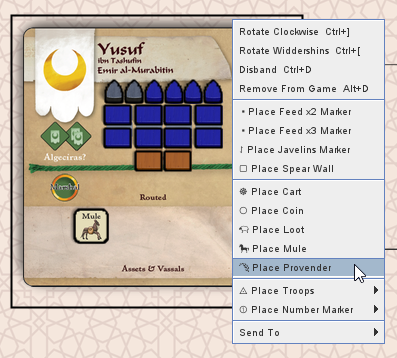 Yusuf
ibn Tashufin
Emir al-Murabitin
Algeciras?
Routed
Mule
Assets & Vassals
Rotate Clockwise Ctrl+]
Rotate Widdershins Ctrl+[
Disband Ctrl+D
Remove From Game Alt+D
Place Feed x2 Marker
Place Feed x3 Marker
Place Javelins Marker
Place Spear Wall
Place Cart
Place Coin
Place Loot
Place Mule
Place Provender
Place Troops
Place Number Marker
Send To